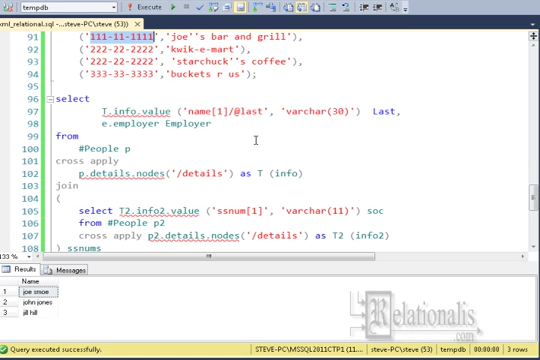 tempdb
Execute
xml_relational.sql -...steve-PC\steve (53))
91 ('111-11-1111','joe''s bar and grill'),
92 ('222-22-2222','kwik-e-mart'),
93 ('222-22-2222', 'starchuck''s coffee'),
94 ('333-33-3333','buckets r us');
95
96 select
97 T.info.value ('name[1]/@last', 'varchar(30)') Last,
98 e.employer Employer
99 from
100 #People p
101 cross apply
102 p.details.nodes('/details') as T (info)
103 join
104 (
105 select T2.info2.value ('ssnum[1]', 'varchar(11)') soc
106 from #People p2
107 cross apply p2.details.nodes('/details') as T2 (info2)
108 ) ssnums
133 %
Results Messages
Name
1 joe smoe
2 john jones
3 jill hill
Relationalis
Query executed successfully. STEVE-PC\MSSQL2011CTP1 (11.... steve-PC\steve (53) tempdb 00:00:00 3 rows